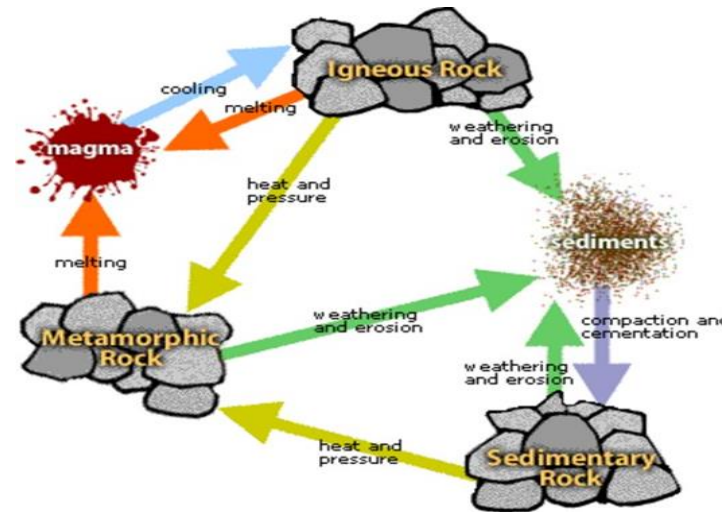 Igneous Rock
cooling
melting
magma
weathering
and erosion
heat and
pressure
sediments
melting
weathering
and erosion
compaction and
cementation
Metamorphic
Rock
weathering
and erosion
heat and
pressure
Sedimentary
Rock